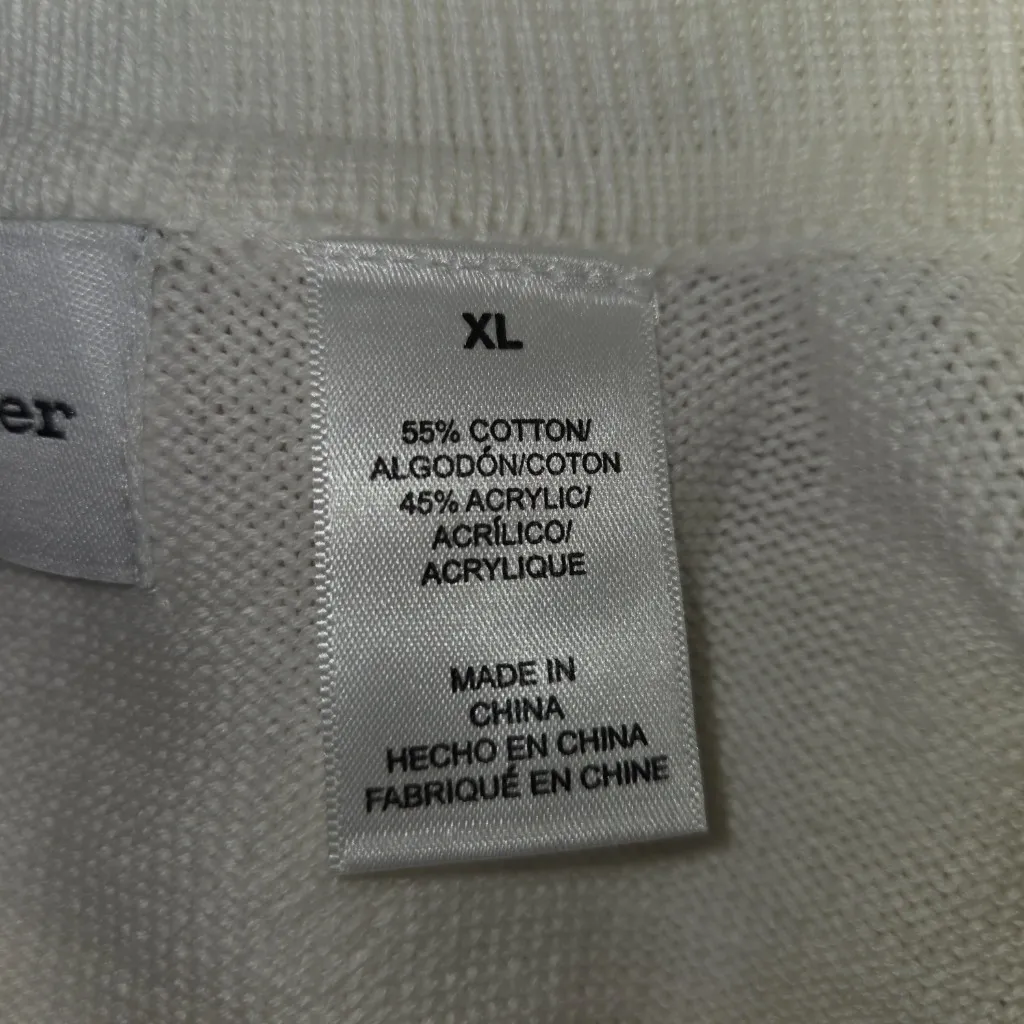 er
XL
55% COTTON/
ALGODÓN/COTON
45% ACRYLIC/
ACRÍLICO/
ACRYLIQUE
MADE IN
CHINA
HECHO EN CHINA
FABRIQUÉ EN CHINE